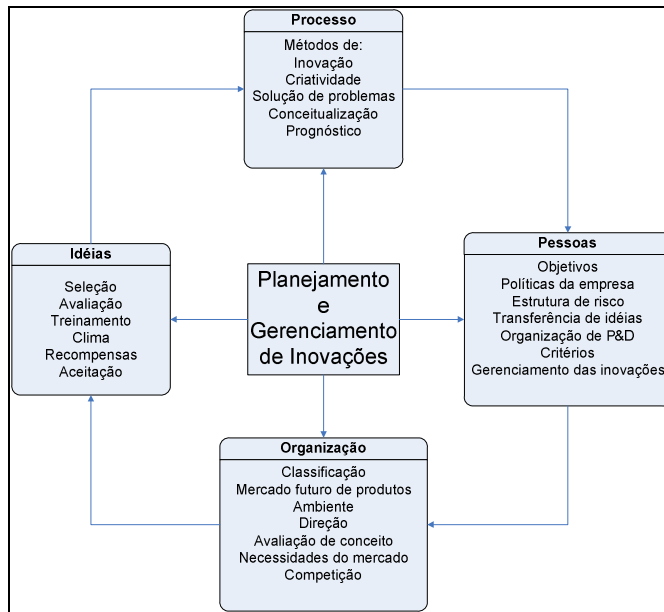 Processo
Métodos de:
Inovação
Criatividade
Solução de problemas
Conceitualização
Prognóstico
Idéias
Seleção
Avaliação
Treinamento
Clima
Recompensas
Aceitação
Planejamento
e
Gerenciamento
de Inovações
Pessoas
Objetivos
Políticas da empresa
Estrutura de risco
Transferência de idéias
Organização de P&D
Critérios
Gerenciamento das inovações
Organização
Classificação
Mercado futuro de produtos
Ambiente
Direção
Avaliação de conceito
Necessidades do mercado
Competição